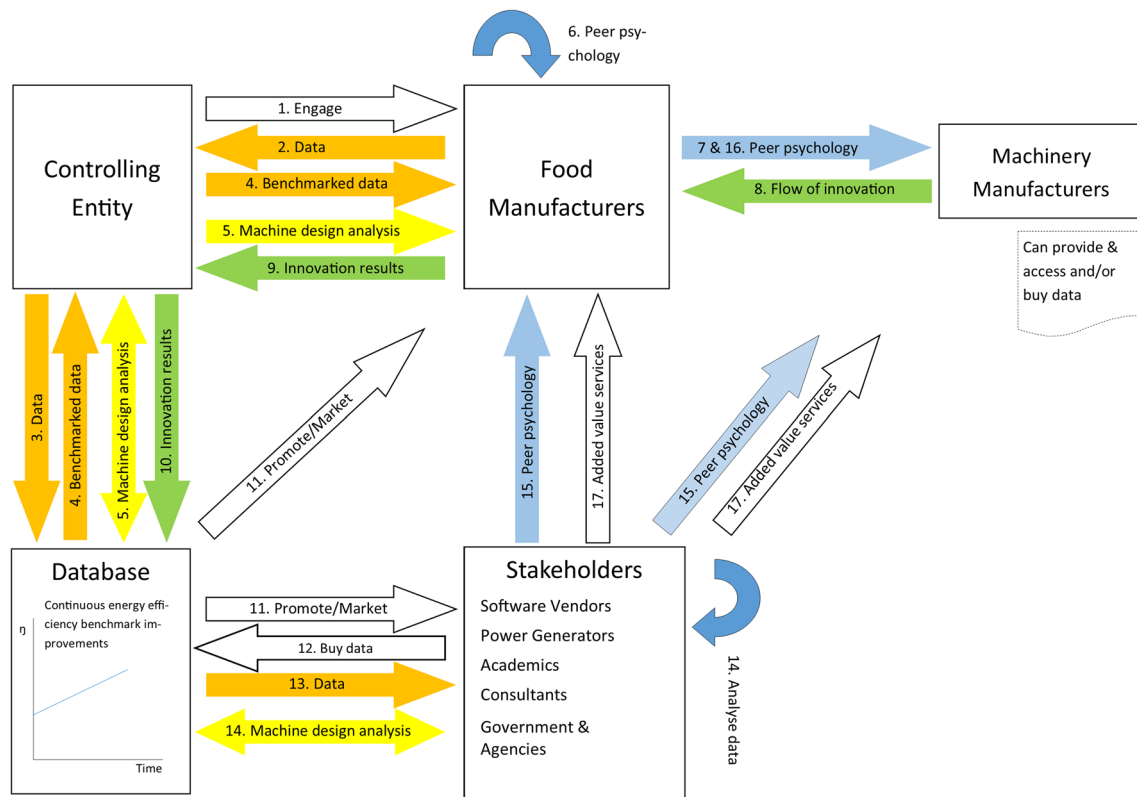 6. Peer psy-
chology
Controlling
Entity
1. Engage
2. Data
4. Benchmarked data
5. Machine design analysis
9. Innovation results
Food
Manufacturers
7 & 16. Peer psychology
8. Flow of innovation
Machinery
Manufacturers
Can provide &
access and/or
buy data
3. Data
4. Benchmarked data
5. Machine design analysis
10. Innovation results
11. Promote/Market
15. Peer psychology
17. Added value services
15. Peer psychology
17. Added value services
Database
Continuous energy effi-
ciency benchmark im-
provements
η
Time
11. Promote/Market
12. Buy data
13. Data
14. Machine design analysis
Stakeholders
Software Vendors
Power Generators
Academics
Consultants
Government &
Agencies
14. Analyse data